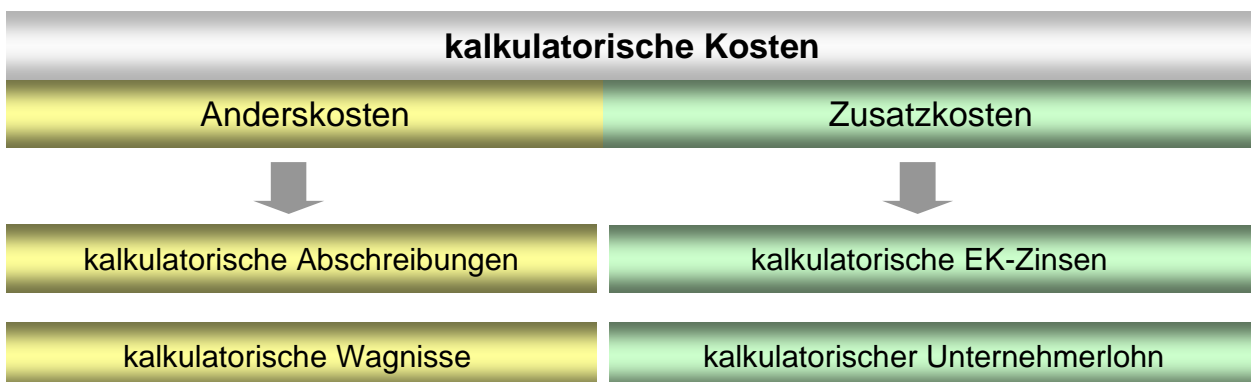 kalkulatorische Kosten
Anderskosten
Zusatzkosten
kalkulatorische Abschreibungen
kalkulatorische EK-Zinsen
kalkulatorische Wagnisse
kalkulatorischer Unternehmerlohn